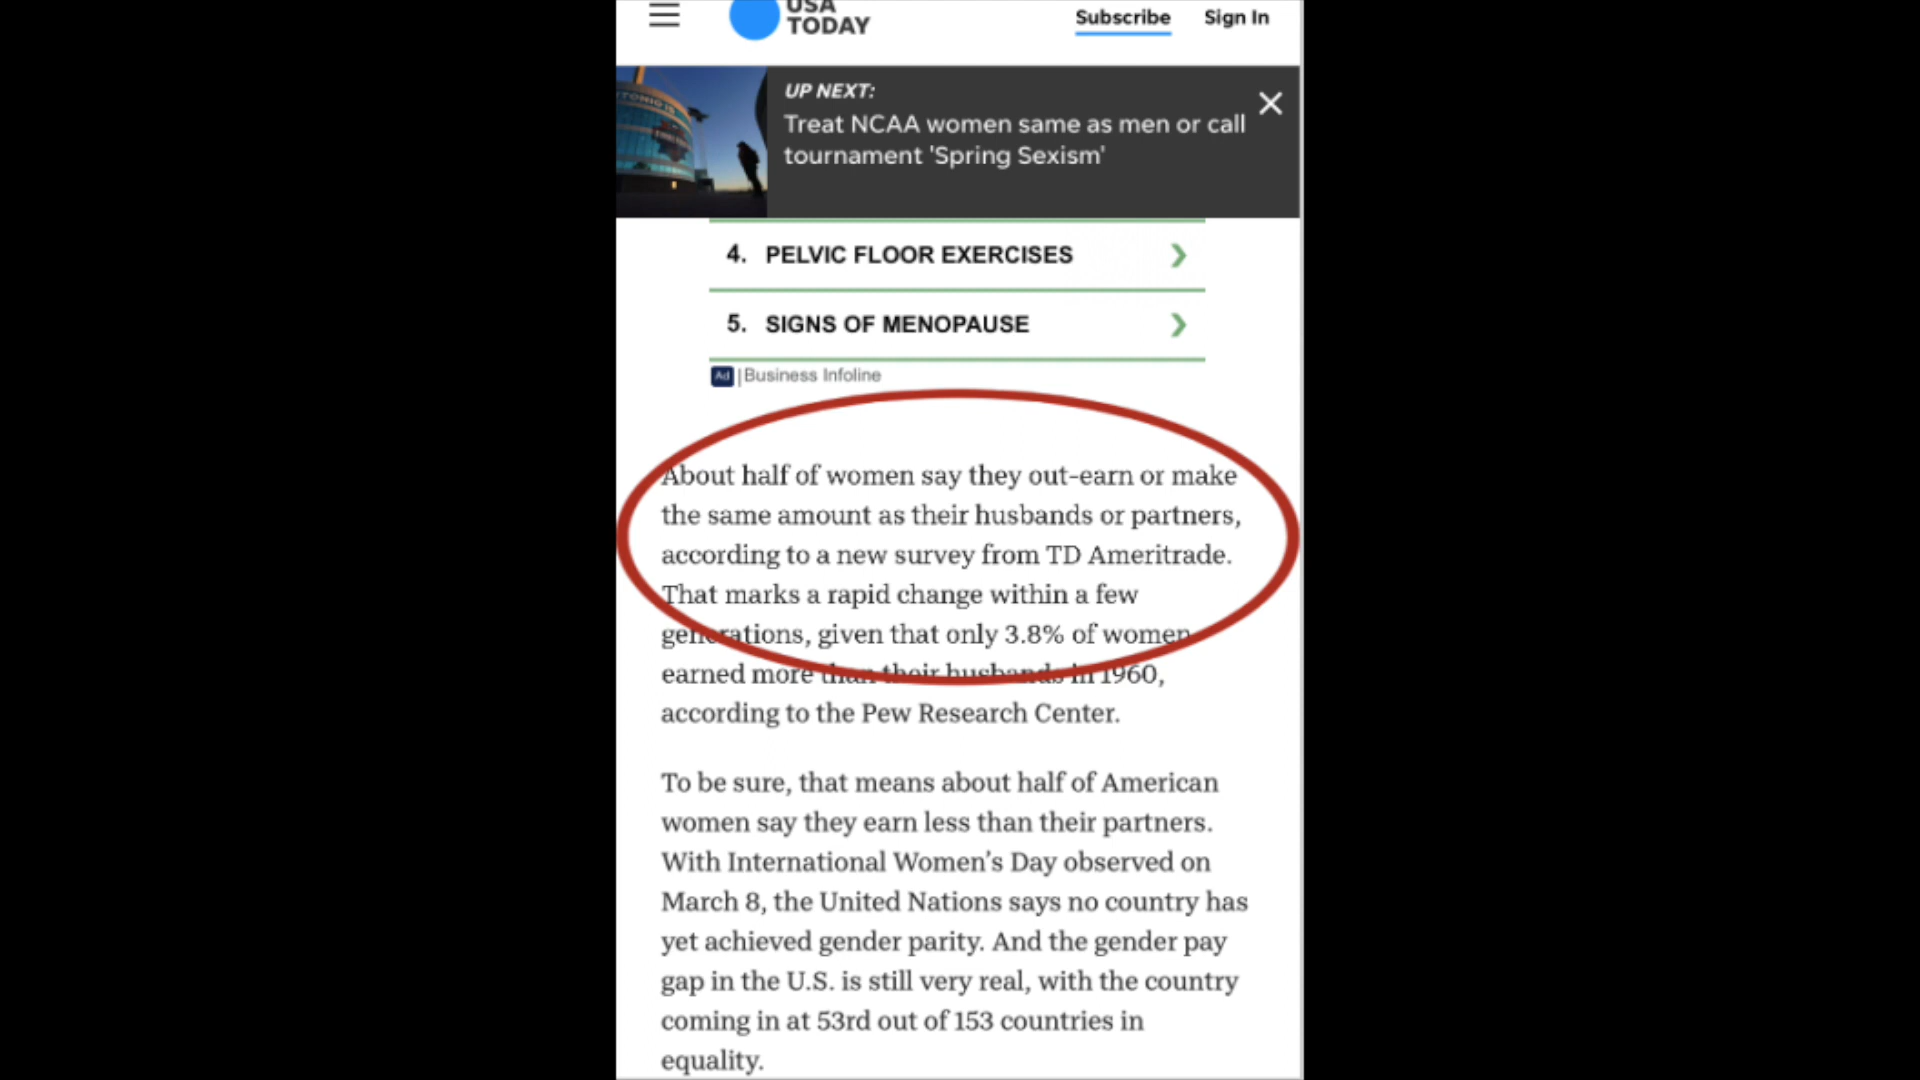 USA
TODAY
Subscribe
Sign In
UP NEXT:
Treat NCAA women same as men or call
tournament 'Spring Sexism'
4. PELVIC FLOOR EXERCISES
5. SIGNS OF MENOPAUSE
Ad | Business Infoline
About half of women say they out-earn or make
the same amount as their husbands or partners,
according to a new survey from TD Ameritrade.
That marks a rapid change within a few
generations, given that only 3.8% of women
earned more than their husbands in 1960,
according to the Pew Research Center.
To be sure, that means about half of American
women say they earn less than their partners.
With International Women’s Day observed on
March 8, the United Nations says no country has
yet achieved gender parity. And the gender pay
gap in the U.S. is still very real, with the country
coming in at 53rd out of 153 countries in
equality.